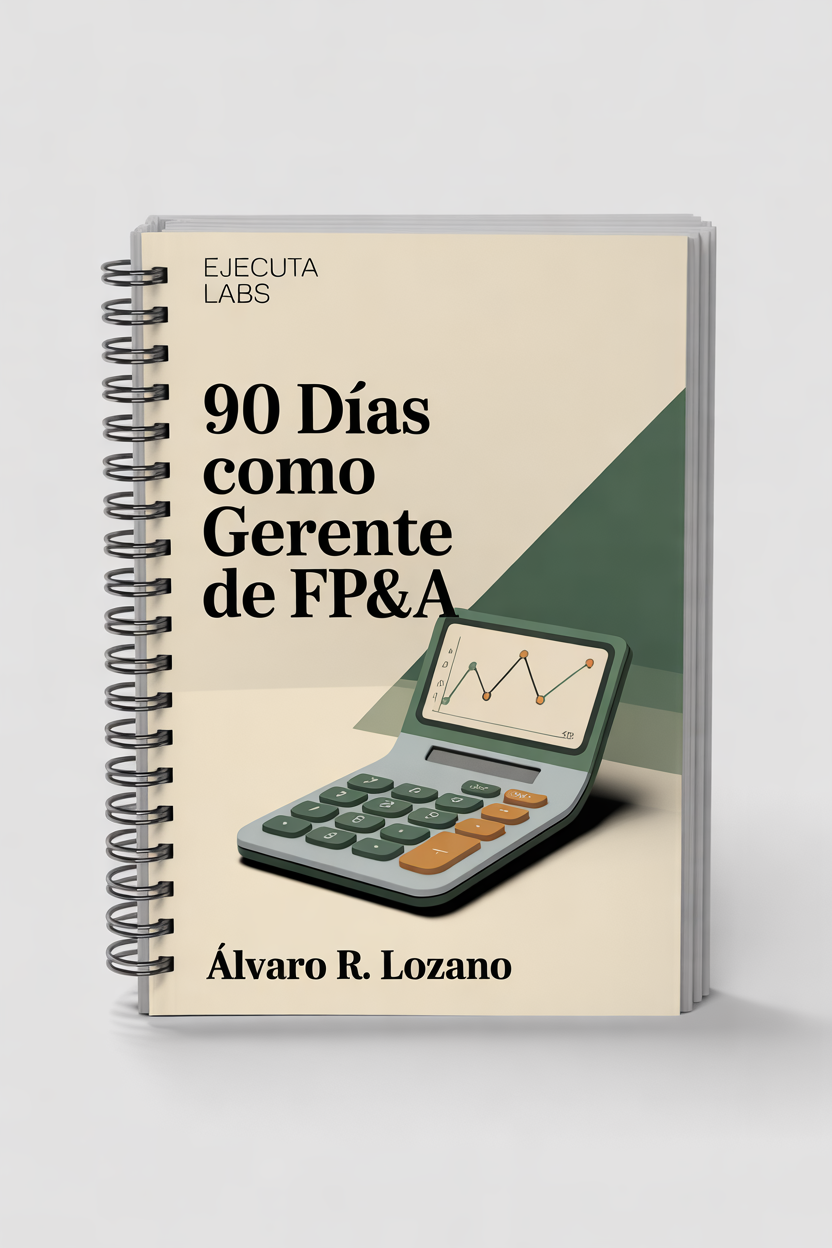 EJECUTA
LABS
90 Días
como
Gerente
de FP&A
Álvaro R. Lozano